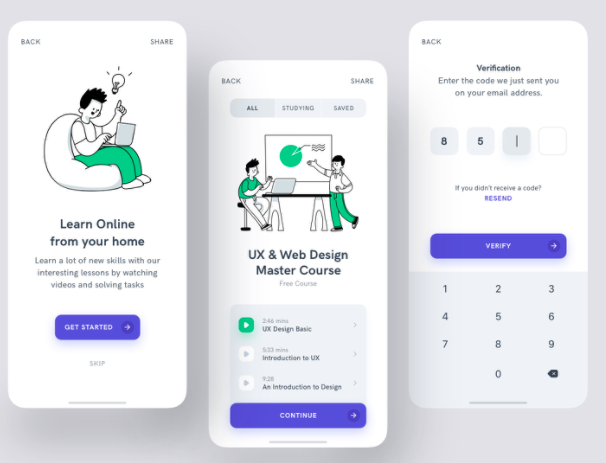 BACK SHARE
Learn Online
from your home
Learn a lot of new skills with our
interesting lessons by watching
videos and solving tasks
GET STARTED
SKIP
BACK SHARE
ALL STUDYING SAVED
UX & Web Design
Master Course
Free Course
2:46 mins
UX Design Basic
5:33 mins
Introduction to UX
9:28
An Introduction to Design
CONTINUE
BACK
Verification
Enter the code we just sent you
on your email address.
8 5
If you didn't receive a code?
RESEND
VERIFY
1 2 3
4 5 6
7 8 9
0